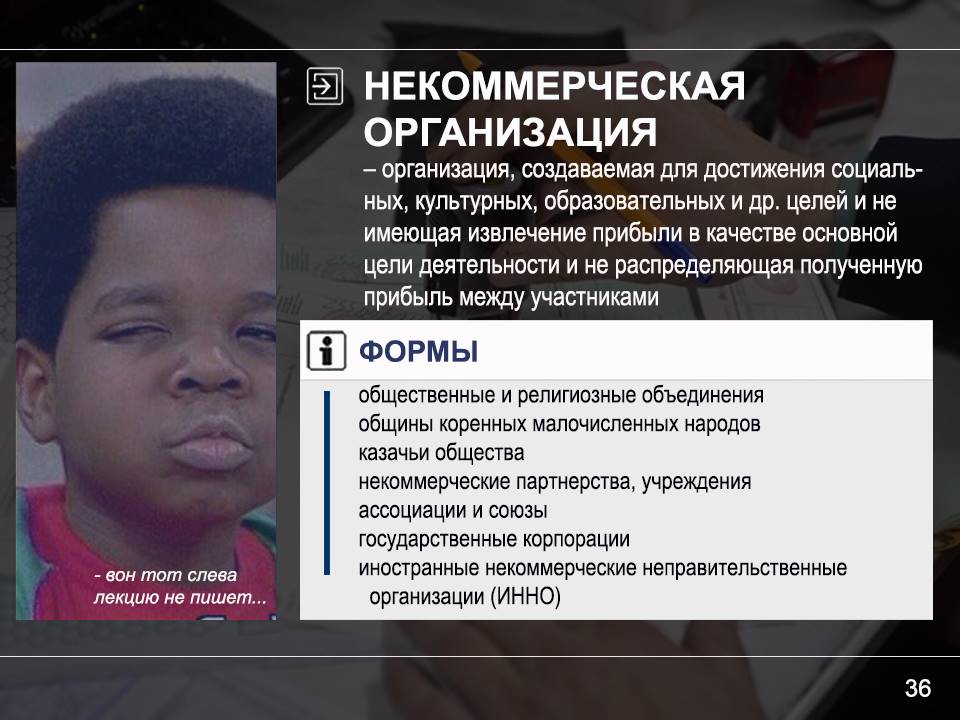 НЕКОММЕРЧЕСКАЯ
ОРГАНИЗАЦИЯ
– организация, создаваемая для достижения социаль-
ных, культурных, образовательных и др. целей и не
имеющая извлечение прибыли в качестве основной
цели деятельности и не распределяющая полученную
прибыль между участниками
ФОРМЫ
общественные и религиозные объединения
общины коренных малочисленных народов
казачьи общества
некоммерческие партнерства, учреждения
ассоциации и союзы
государственные корпорации
иностранные некоммерческие неправительственные
организации (ИННО)
- вон тот слева
лекцию не пишет...
36